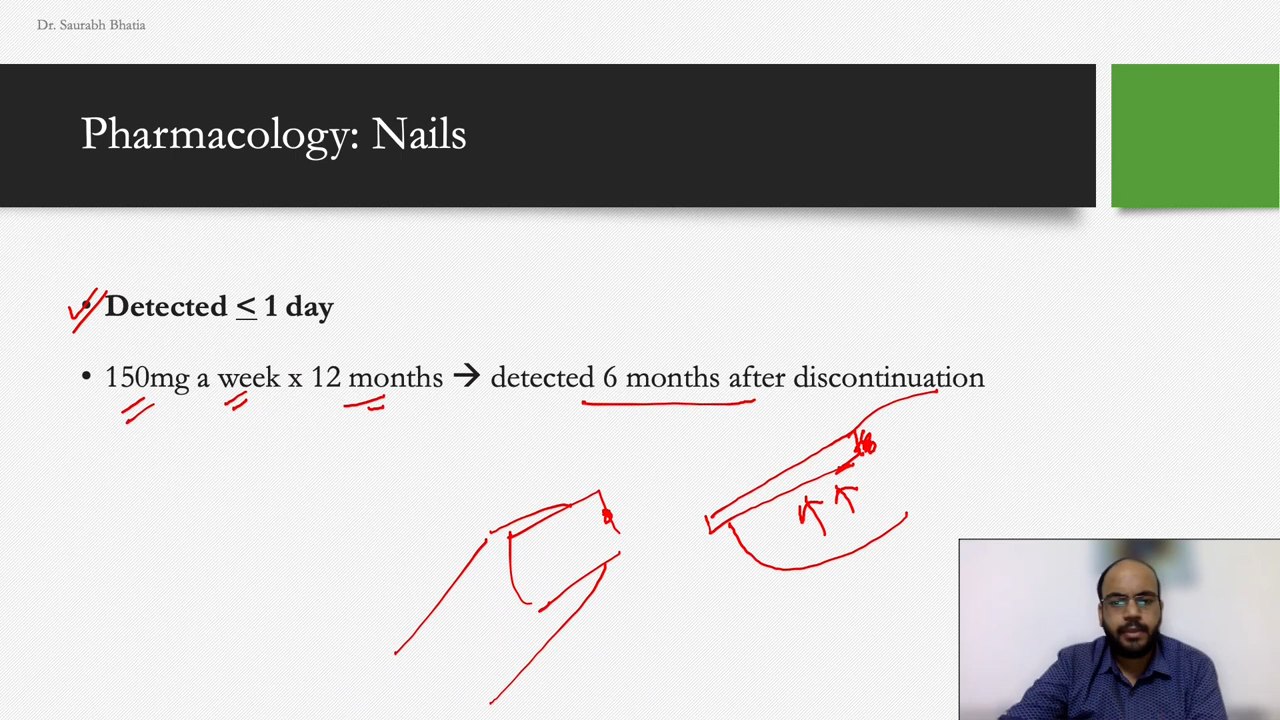 Dr. Saurabh Bhatia
Pharmacology: Nails
• Detected ≤ 1 day
• 150mg a week x 12 months → detected 6 months after discontinuation